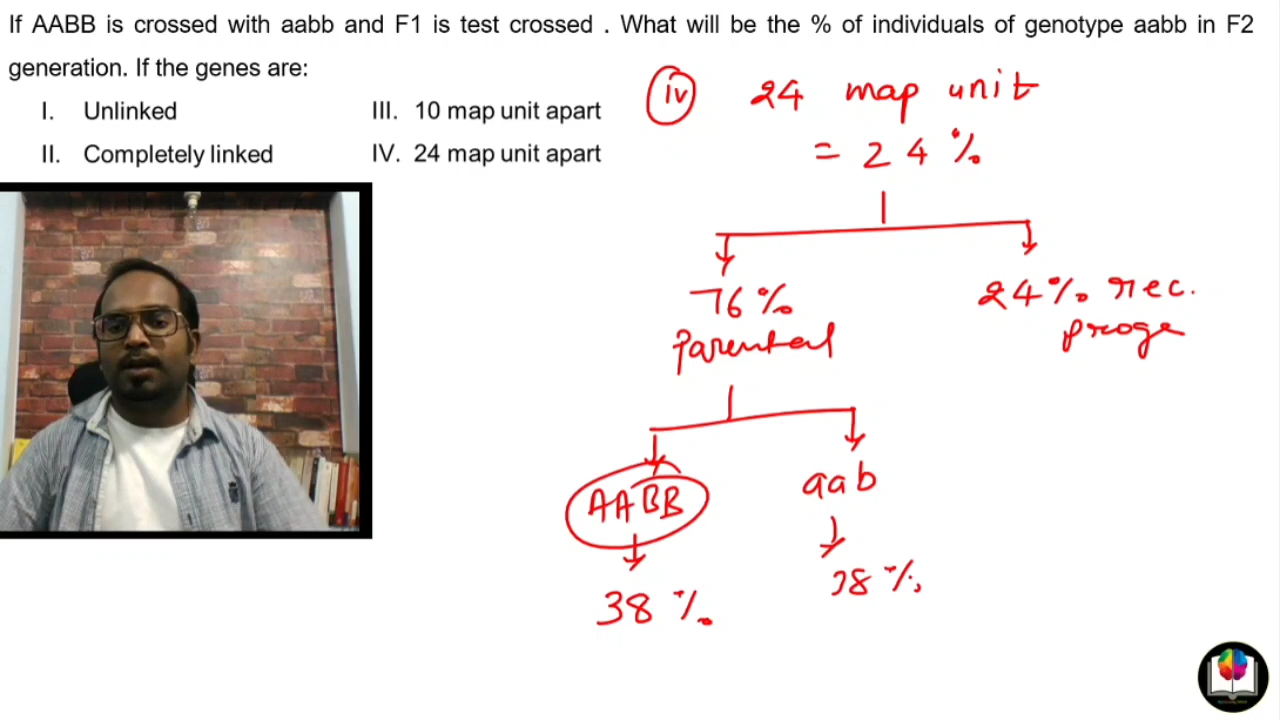 If AABB is crossed with aabb and F1 is test crossed . What will be the % of individuals of genotype aabb in F2
generation. If the genes are:
I. Unlinked
III. 10 map unit apart
II. Completely linked
IV. 24 map unit apart
iv
24 map unit
= 24 %
76 %
24% rec.
Parental
proge
AABB
aab
38 %
38 %